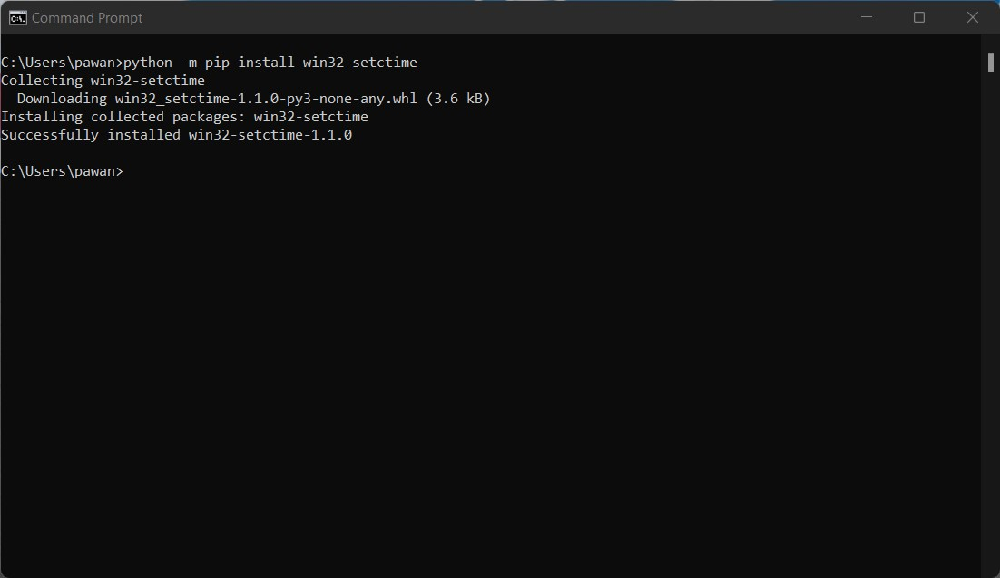 Command Prompt
C:\Users\pawan>python -m pip install win32-setctime
Collecting win32-setctime
  Downloading win32_setctime-1.1.0-py3-none-any.whl (3.6 kB)
Installing collected packages: win32-setctime
Successfully installed win32-setctime-1.1.0
C:\Users\pawan>